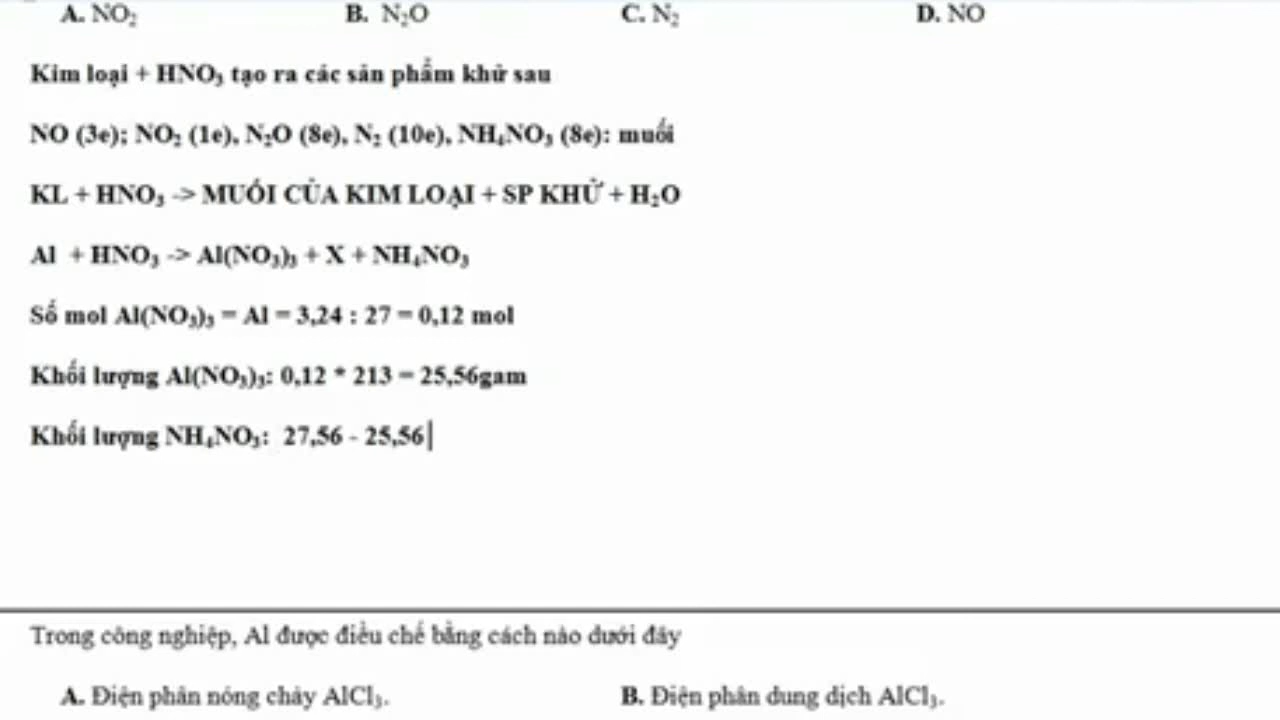 A. NO₂ B. N₂O C. N₂ D. NO
Kim loại + HNO₃ tạo ra các sản phẩm khử sau
NO (3e); NO₂ (1e), N₂O (8e), N₂ (10e), NH₄NO₃ (8e): muối
KL + HNO₃ -> MUỐI CỦA KIM LOẠI + SP KHỬ + H₂O
Al + HNO₃ -> Al(NO₃)₃ + X + NH₄NO₃
Số mol Al(NO₃)₃ = Al = 3,24 : 27 = 0,12 mol
Khối lượng Al(NO₃)₃: 0,12 * 213 = 25,56gam
Khối lượng NH₄NO₃: 27,56 - 25,56
Trong công nghiệp, Al được điều chế bằng cách nào dưới đây
A. Điện phân nóng chảy AlCl₃. B. Điện phân dung dịch AlCl₃.